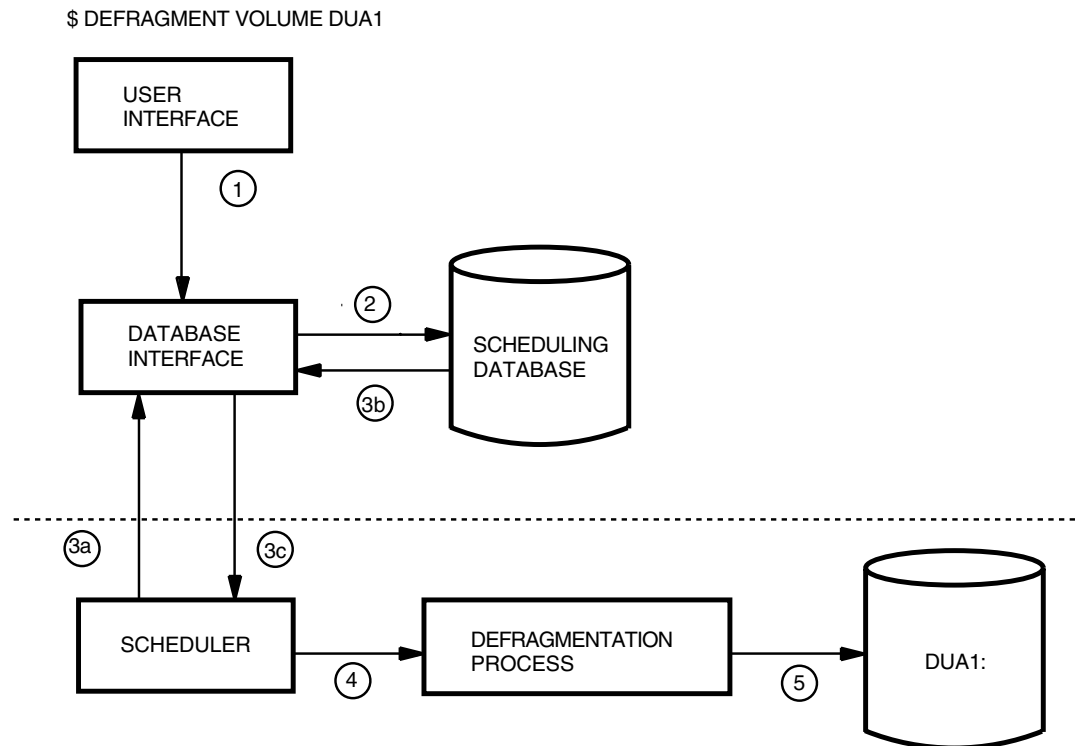 $ DEFRAGMENT VOLUME DUA1
USER
INTERFACE
1
2
DATABASE
INTERFACE
SCHEDULING
DATABASE
3b
3a
3c
SCHEDULER
DEFRAGMENTATION
PROCESS
DUA1:
4
5